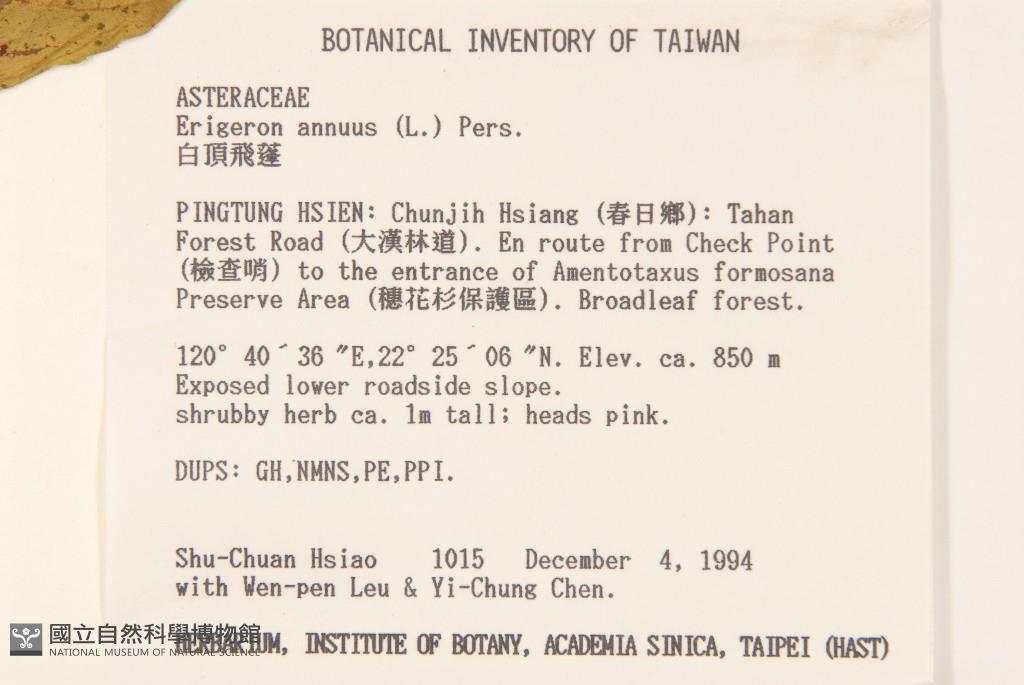 BOTANICAL INVENTORY OF TAIWAN
ASTERACEAE
Erigeron annuus (L.) Pers.
白頂飛蓬
PINGTUNG HSIEN: Chunjih Hsiang (春日鄉): Tahan
Forest Road (大漢林道). En route from Check Point
(檢查哨) to the entrance of Amentotaxus formosana
Preserve Area (穗花杉保護區). Broadleaf forest.
120° 40 ´ 36 ″E,22° 25 ´ 06 ″N. Elev. ca. 850 m
Exposed lower roadside slope.
shrubby herb ca. 1m tall; heads pink.
DUPS: GH,NMNS,PE,PPI.
Shu-Chuan Hsiao 1015 December 4, 1994
with Wen-pen Leu & Yi-Chung Chen.
HERBARIUM, INSTITUTE OF BOTANY, ACADEMIA SINICA, TAIPEI (HAST)
國立自然科學博物館
NATIONAL MUSEUM OF NATURAL SCIENCE